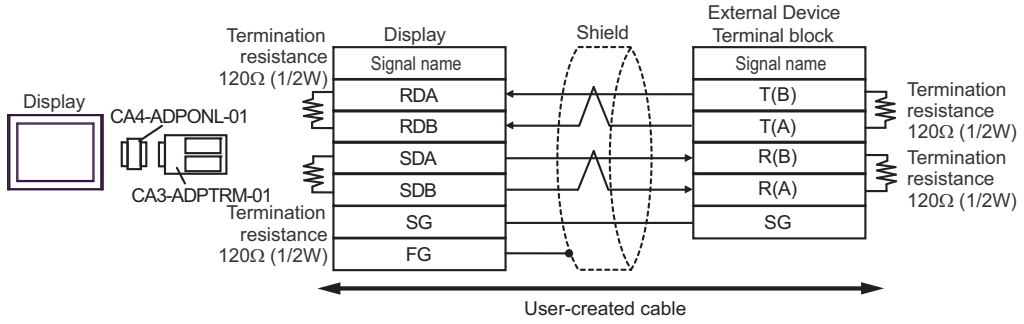 Display
CA4-ADPONL-01
CA3-ADPTRM-01
Termination
resistance
120Ω (1/2W)
Termination
resistance
120Ω (1/2W)
Display
Signal name
RDA
RDB
SDA
SDB
SG
FG
Shield
External Device
Terminal block
Signal name
T(B)
T(A)
R(B)
R(A)
SG
Termination
resistance
120Ω (1/2W)
Termination
resistance
120Ω (1/2W)
User-created cable